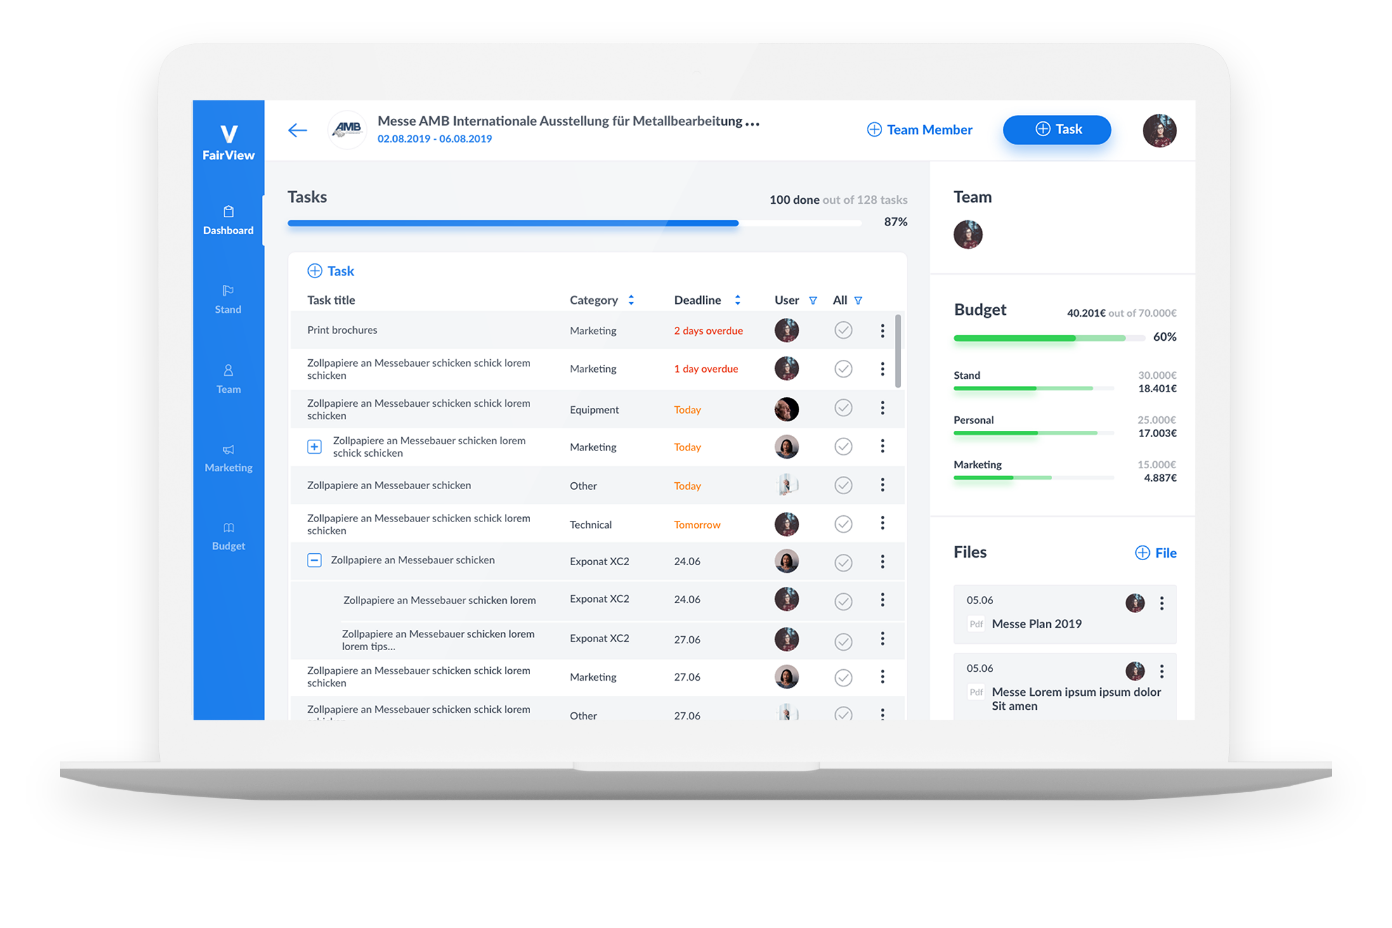 V
FairView
Dashboard
Stand
Team
Marketing
Budget
AMB
Messe AMB Internationale Ausstellung für Metallbearbeitung ...
02.08.2019 - 06.08.2019
Team Member
Task
Tasks
100 done out of 128 tasks
87%
Task
Task title Category Deadline User All
Print brochures Marketing 2 days overdue
Zollpapiere an Messebauer schicken schick lorem
schicken
Marketing 1 day overdue
Zollpapiere an Messebauer schicken schick lorem
schicken
Equipment Today
Zollpapiere an Messebauer schicken lorem
schick schicken
Marketing Today
Zollpapiere an Messebauer schicken Other Today
Zollpapiere an Messebauer schicken schick lorem
schicken
Technical Tomorrow
Zollpapiere an Messebauer schicken Exponat XC2 24.06
Zollpapiere an Messebauer schicken lorem Exponat XC2 24.06
Zollpapiere an Messebauer schicken lorem
lorem tips...
Exponat XC2 27.06
Zollpapiere an Messebauer schicken schick lorem
schicken
Marketing 27.06
Zollpapiere an Messebauer schicken schick lorem
Other 27.06
Team
Budget
40.201€ out of 70.000€
60%
Stand 30.000€
18.401€
Personal 25.000€
17.003€
Marketing 15.000€
4.887€
Files
File
05.06
Pdf Messe Plan 2019
05.06
Pdf Messe Lorem ipsum ipsum dolor
Sit amen